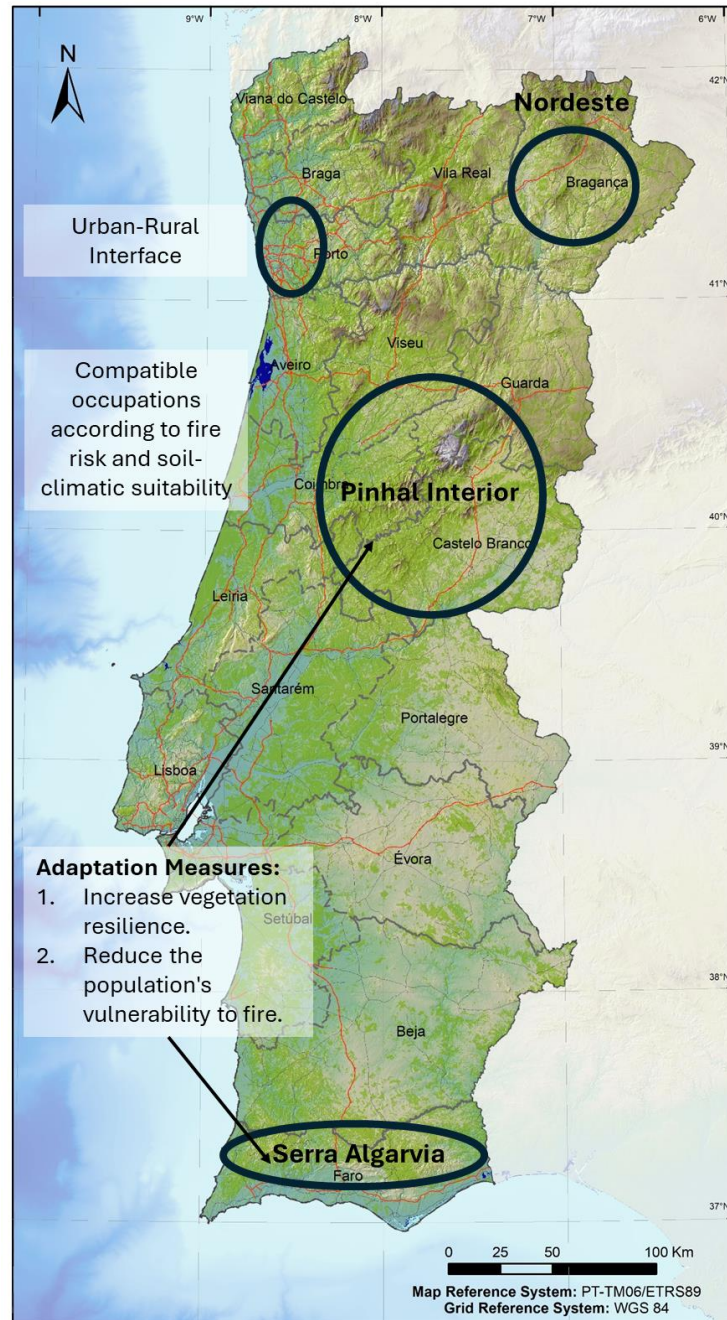 9°W
8°W
7°W
6°W
N
42°N
Nordeste
Viana do Castelo
Braga
Vila Real
Bragança
Urban-Rural
Interface
Porto
41°N
Viseu
Aveiro
Guarda
Compatible
occupations
according to fire
risk and soil-
climatic suitability
Coimbra
Pinhal Interior
40°N
Castelo Branco
Leiria
Santarém
Portalegre
39°N
Lisboa
Adaptation Measures:
1. Increase vegetation
resilience.
2. Reduce the
population's
vulnerability to fire.
Évora
Setúbal
38°N
Beja
Serra Algarvia
Faro
37°N
0 25 50 100 Km
Map Reference System: PT-TM06/ETRS89
Grid Reference System: WGS 84